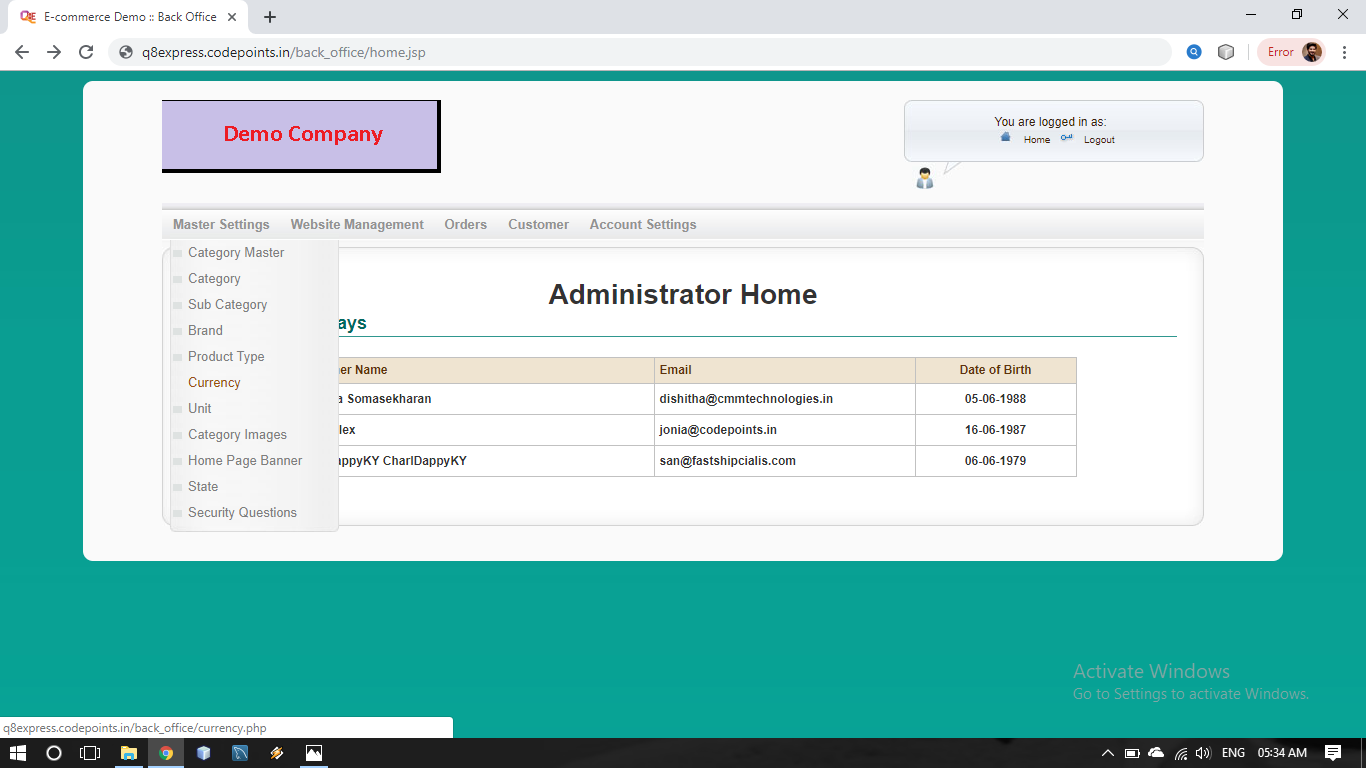 E-commerce Demo :: Back Office
q8express.codepoints.in/back_office/home.jsp
Error
Demo Company
You are logged in as:
Home Logout
Master Settings Website Management Orders Customer Account Settings
Category Master
Category
Sub Category
Brand
Product Type
Currency
Unit
Category Images
Home Page Banner
State
Security Questions
Administrator Home
ays
er Name Email Date of Birth
a Somasekharan dishitha@cmmtechnologies.in 05-06-1988
lex jonia@codepoints.in 16-06-1987
appyKY CharlDappyKY san@fastshipcialis.com 06-06-1979
Activate Windows
Go to Settings to activate Windows.
q8express.codepoints.in/back_office/currency.php
ENG 05:34 AM